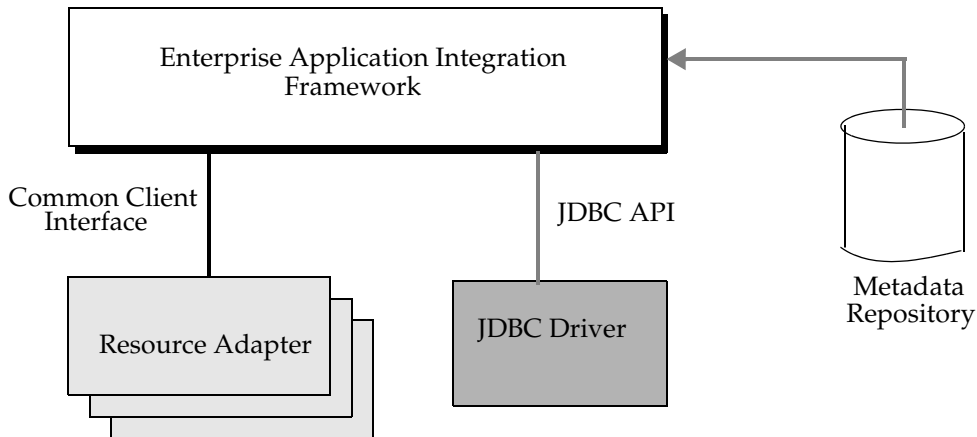 Enterprise Application Integration
Framework
Common Client
Interface
JDBC API
Metadata
Repository
Resource Adapter
JDBC Driver